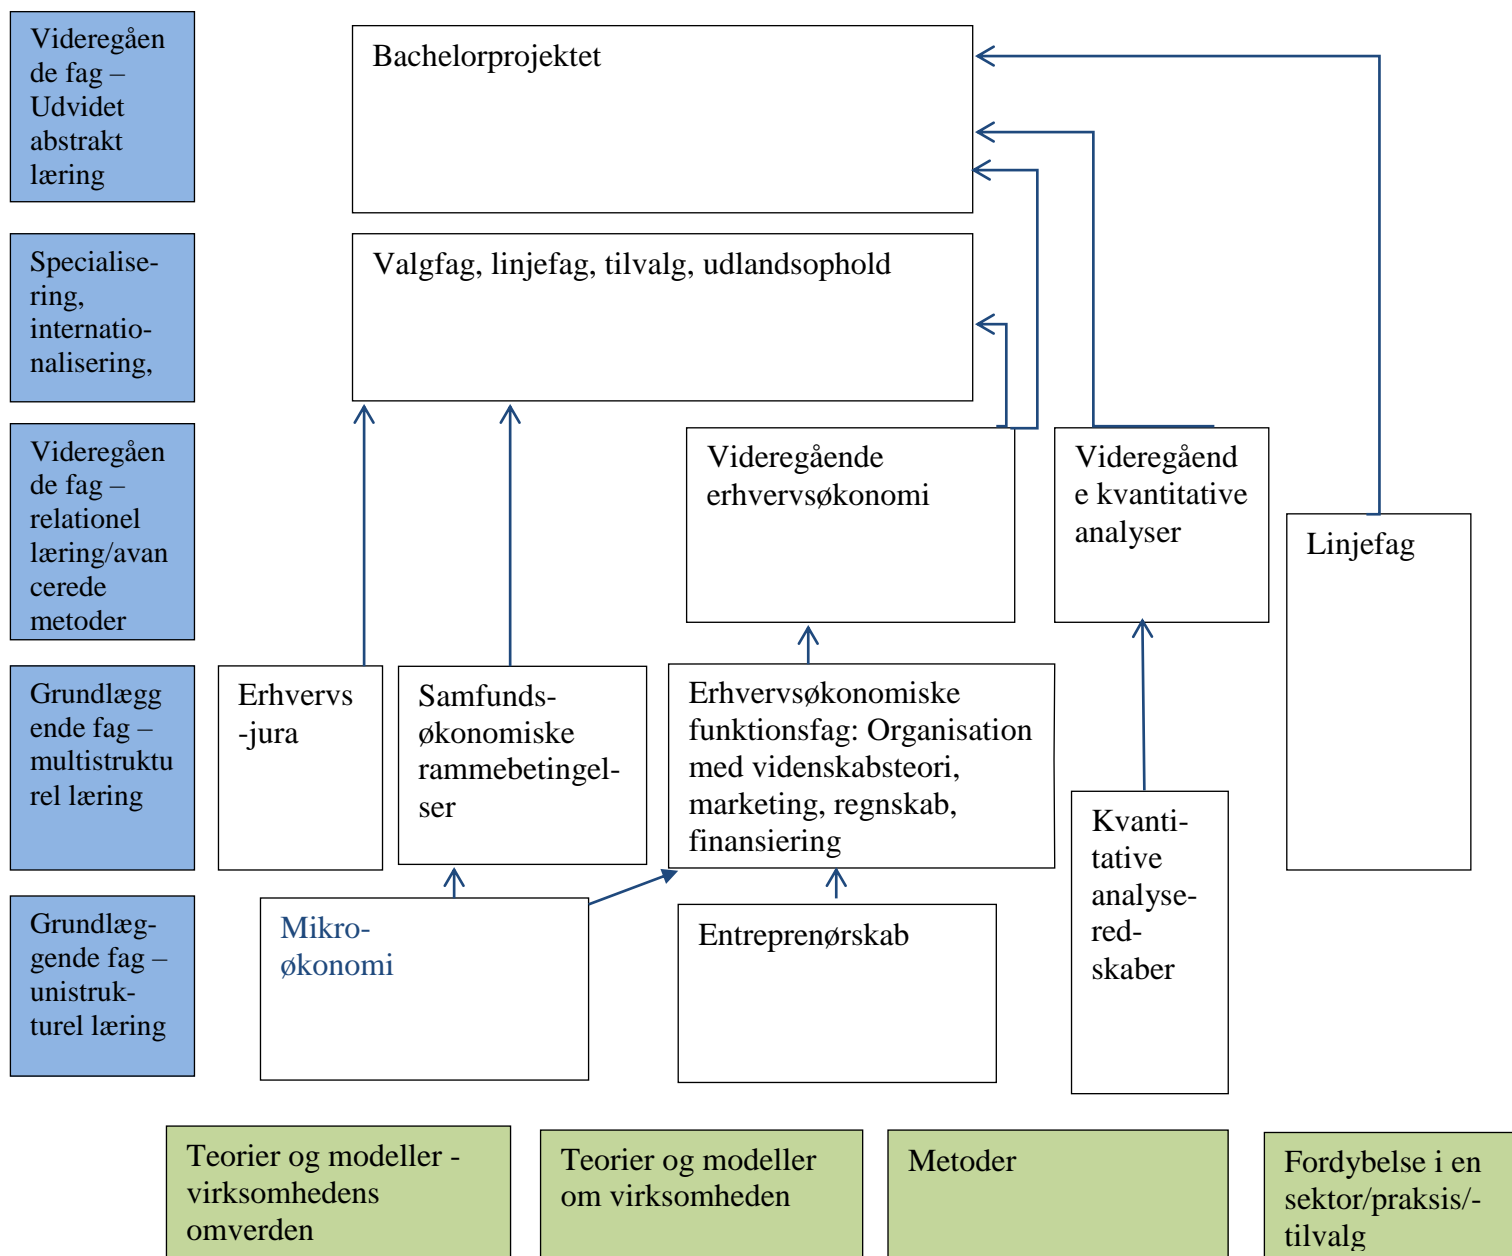 Videregåen
de fag –
Udvidet
abstrakt
læring
Bachelorprojektet
Specialise-
ring,
internatio-
nalisering,
Valgfag, linjefag, tilvalg, udlandsophold
Videregåen
de fag –
relationel
læring/avan
cerede
metoder
Videregående
erhvervsøkonomi
Videregåend
e kvantitative
analyser
Linjefag
Grundlægg
ende fag –
multistruktu
rel læring
Erhvervs
-jura
Samfunds-
økonomiske
rammebetingel-
ser
Erhvervsøkonomiske
funktionsfag: Organisation
med videnskabsteori,
marketing, regnskab,
finansiering
Kvanti-
tative
analyse-
red-
skaber
Grundlæg-
gende fag –
unistruk-
turel læring
Mikro-
økonomi
Entreprenørskab
Teorier og modeller -
virksomhedens
omverden
Teorier og modeller
om virksomheden
Metoder
Fordybelse i en
sektor/praksis/-
tilvalg